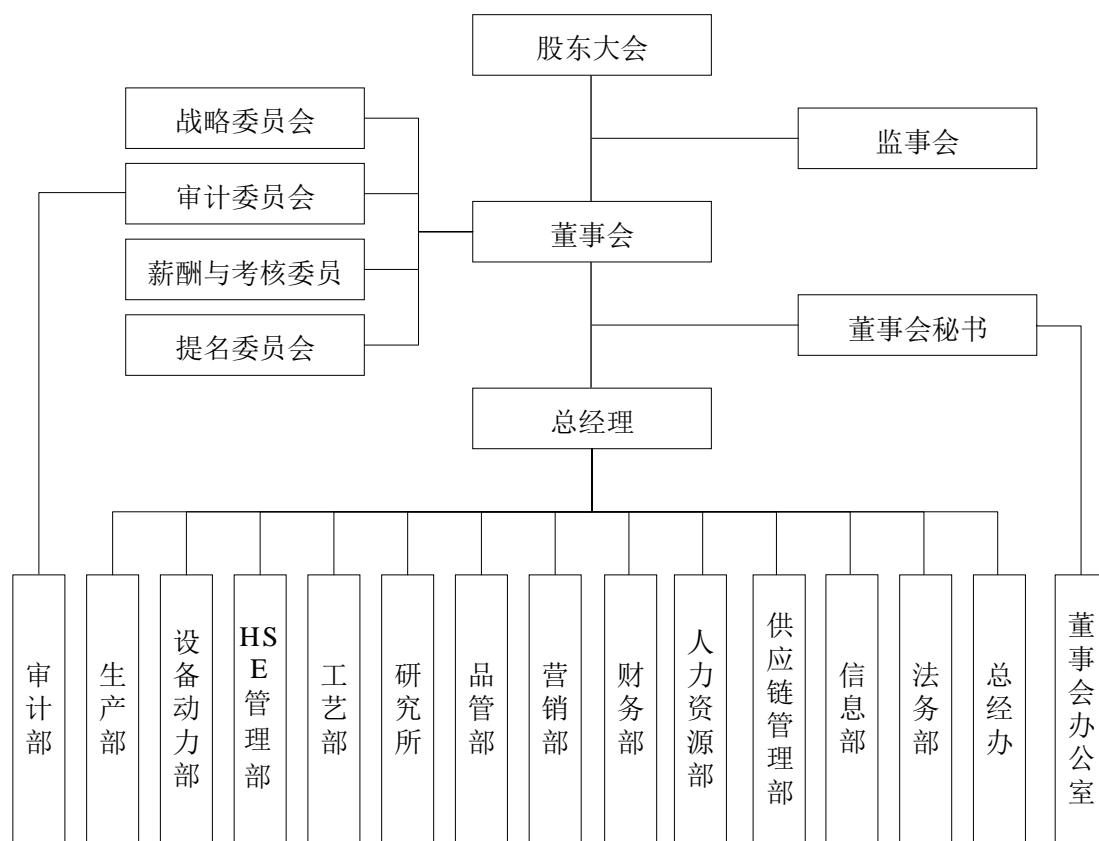 股东大会
战略委员会
监事会
审计委员会
董事会
薪酬与考核委员
提名委员会
董事会秘书
总经理
审计部
生产部
设备动力部
HSE管理部
工艺部
研究所
品管部
营销部
财务部
人力资源部
供应链管理部
信息部
法务部
总经办
董事会办公室